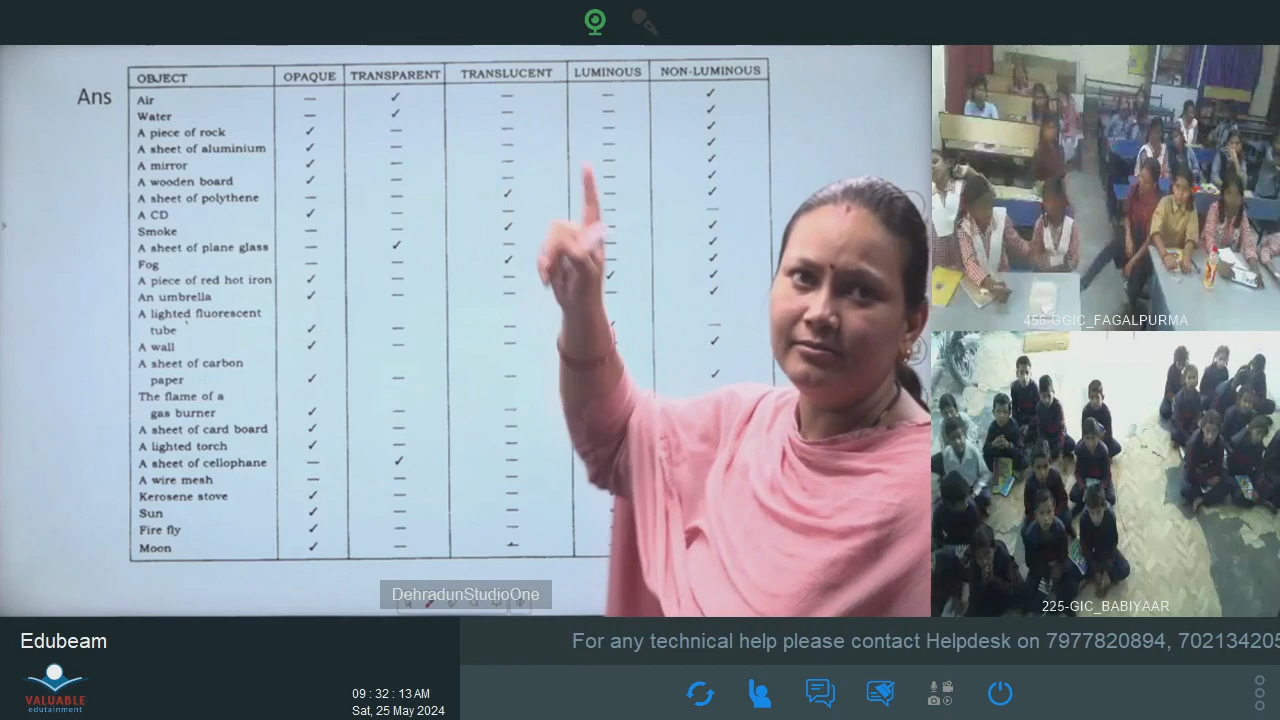 Ans
OBJECT OPAQUE TRANSPARENT TRANSLUCENT LUMINOUS NON-LUMINOUS
Air — ✓ — — ✓
Water — ✓ — — ✓
A piece of rock ✓ — — — ✓
A sheet of aluminium ✓ — — — ✓
A mirror ✓ — — — ✓
A wooden board ✓ — — — ✓
A sheet of polythene — — ✓ — ✓
A CD ✓ — — — —
Smoke — — ✓ ✓
A sheet of plane glass — ✓ — — ✓
Fog — — ✓ — ✓
A piece of red hot iron ✓ — — ✓ ✓
An umbrella ✓ — — — ✓
A lighted fluorescent
tube ✓ — — —
A wall ✓ — — ✓
A sheet of carbon
paper ✓ — — ✓
The flame of a
gas burner ✓ — —
A sheet of card board ✓ — —
A lighted torch ✓ — —
A sheet of cellophane — ✓ —
A wire mesh — — —
Kerosene stove ✓ — —
Sun ✓ — —
Fire fly ✓ — —
Moon ✓ — —
DehradunStudioOne
456-GGIC_FAGALPURMA
225-GIC_BABIYAAR
Edubeam
For any technical help please contact Helpdesk on 7977820894, 702134205
VALUABLE
edutainment
09 : 32 : 13 AM
Sat, 25 May 2024